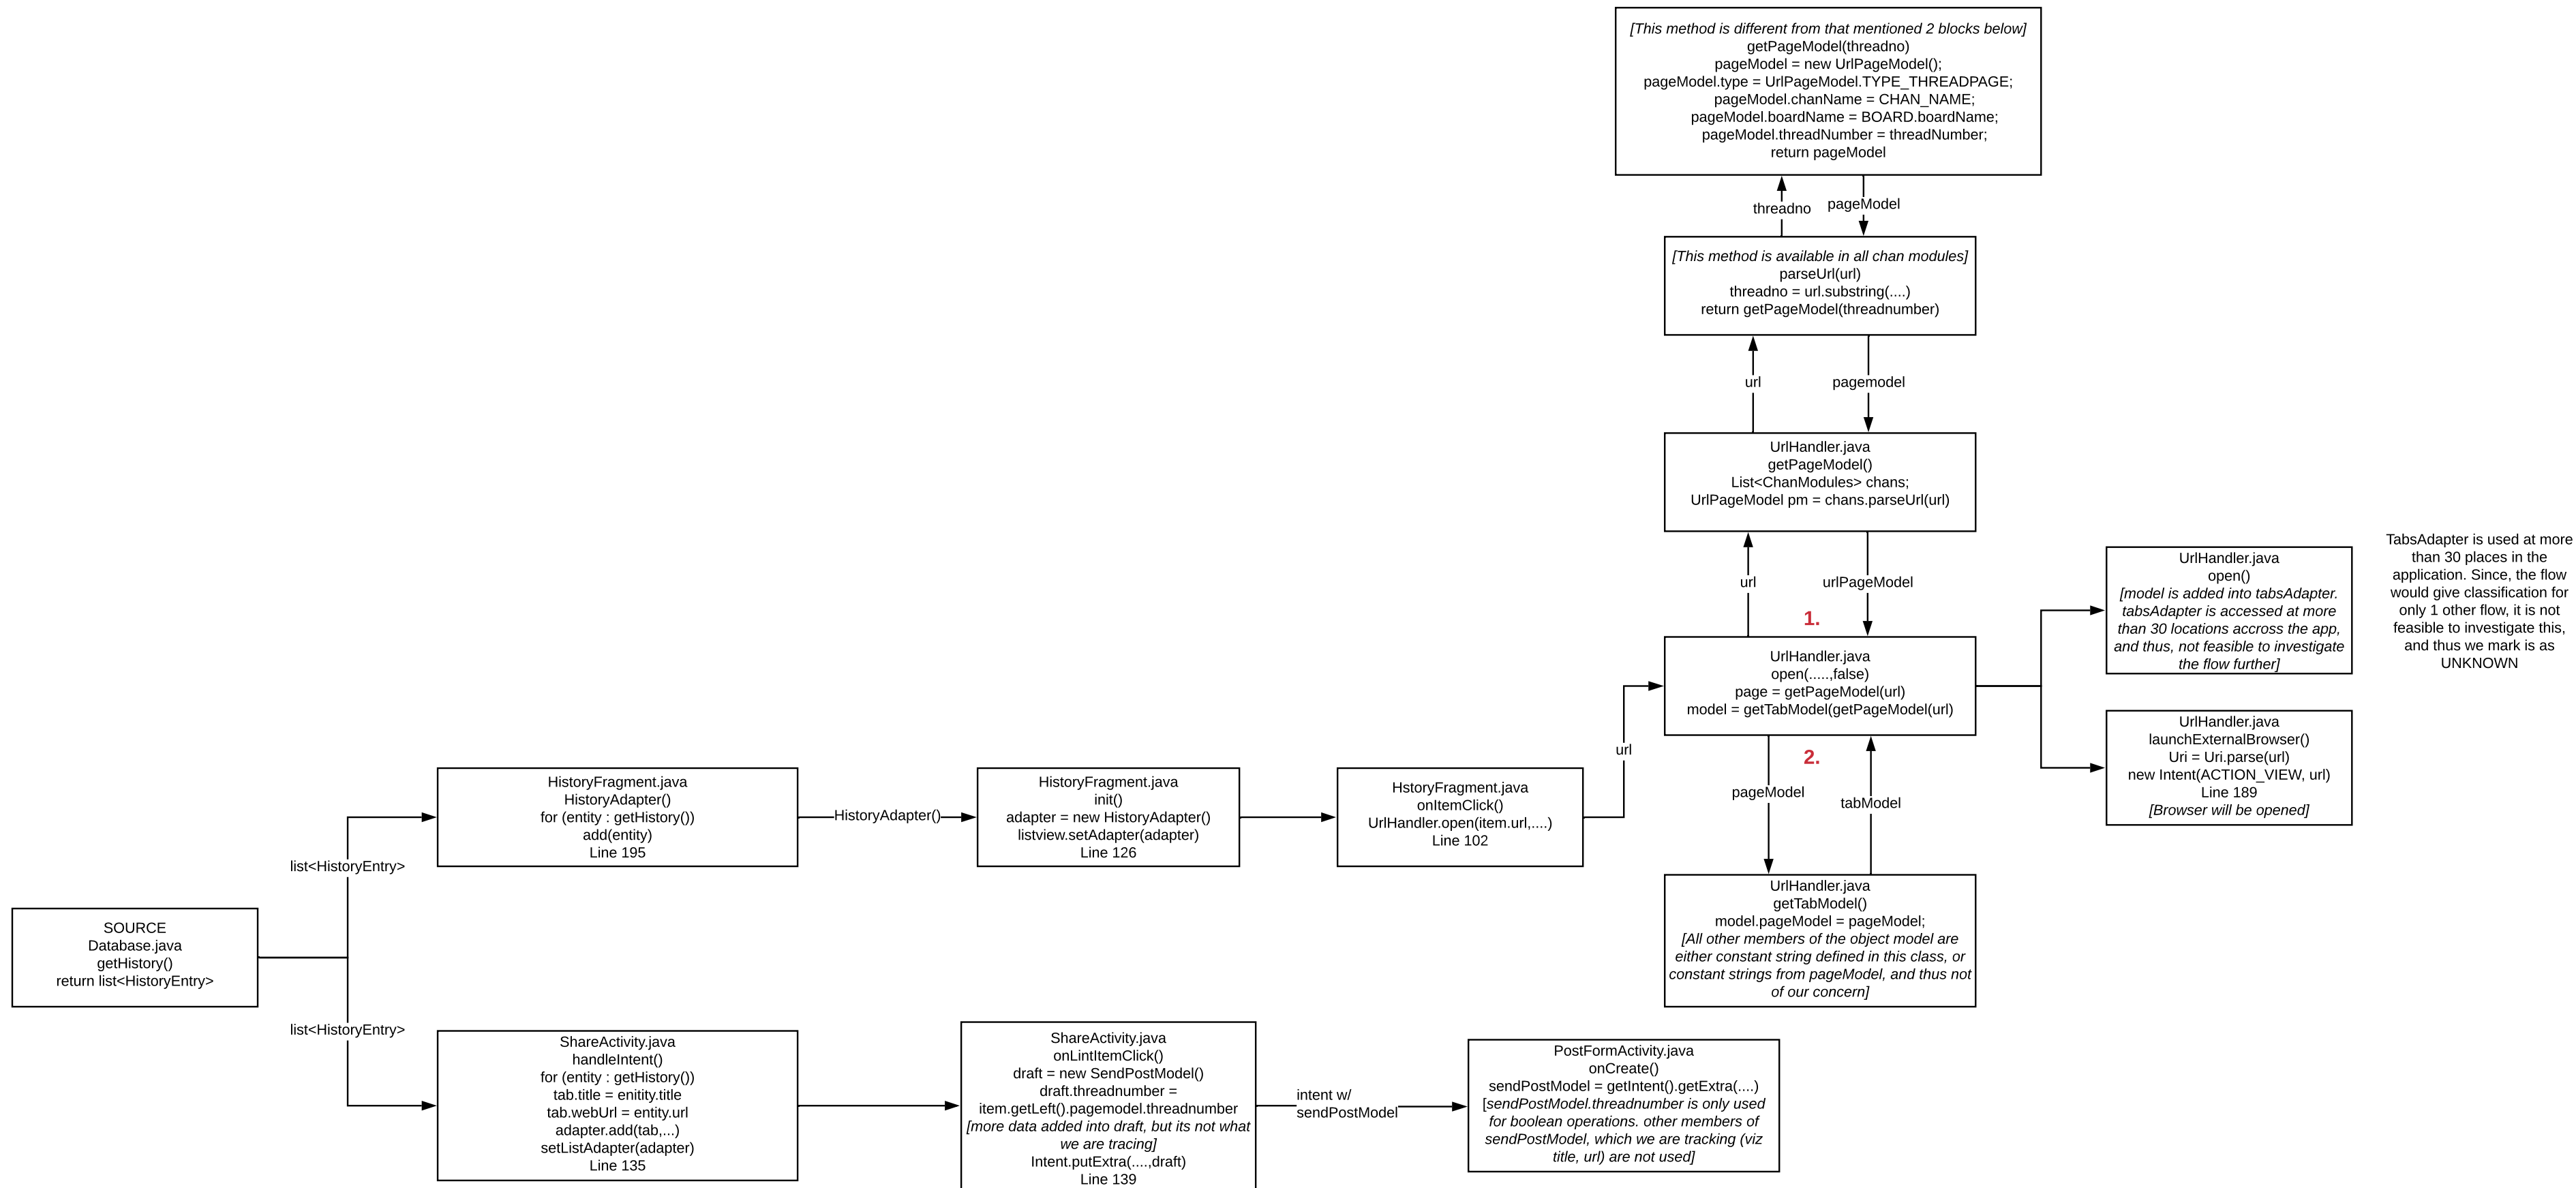 [This method is different from that mentioned 2 blocks below]
getPageModel(threadno)
pageModel = new UrlPageModel();
pageModel.type = UrlPageModel.TYPE_THREADPAGE;
pageModel.chanName = CHAN_NAME;
pageModel.boardName = BOARD.boardName;
pageModel.threadNumber = threadNumber;
return pageModel
threadno
pageModel
[This method is available in all chan modules]
parseUrl(url)
threadno = url.substring(....)
return getPageModel(threadnumber)
url
pagemodel
UrlHandler.java
getPageModel()
List<ChanModules> chans;
UrlPageModel pm = chans.parseUrl(url)
url
urlPageModel
1.
UrlHandler.java
open(.....,false)
page = getPageModel(url)
model = getTabModel(getPageModel(url)
2.
pageModel
tabModel
UrlHandler.java
getTabModel()
model.pageModel = pageModel;
[All other members of the object model are
either constant string defined in this class, or
constant strings from pageModel, and thus not
of our concern]
UrlHandler.java
open()
[model is added into tabsAdapter.
tabsAdapter is accessed at more
than 30 locations accross the app,
and thus, not feasible to investigate
the flow further]
TabsAdapter is used at more
than 30 places in the
application. Since, the flow
would give classification for
only 1 other flow, it is not
feasible to investigate this,
and thus we mark is as
UNKNOWN
UrlHandler.java
launchExternalBrowser()
Uri = Uri.parse(url)
new Intent(ACTION_VIEW, url)
Line 189
[Browser will be opened]
SOURCE
Database.java
getHistory()
return list<HistoryEntry>
list<HistoryEntry>
HistoryFragment.java
HistoryAdapter()
for (entity : getHistory())
add(entity)
Line 195
HistoryAdapter()
HistoryFragment.java
init()
adapter = new HistoryAdapter()
listview.setAdapter(adapter)
Line 126
HstoryFragment.java
onItemClick()
UrlHandler.open(item.url,....)
Line 102
url
list<HistoryEntry>
ShareActivity.java
handleIntent()
for (entity : getHistory())
tab.title = enitity.title
tab.webUrl = entity.url
adapter.add(tab,...)
setListAdapter(adapter)
Line 135
ShareActivity.java
onLintItemClick()
draft = new SendPostModel()
draft.threadnumber =
item.getLeft().pagemodel.threadnumber
[more data added into draft, but its not what
we are tracing]
Intent.putExtra(....,draft)
Line 139
intent w/
sendPostModel
PostFormActivity.java
onCreate()
sendPostModel = getIntent().getExtra(....)
[sendPostModel.threadnumber is only used
for boolean operations. other members of
sendPostModel, which we are tracking (viz
title, url) are not used]